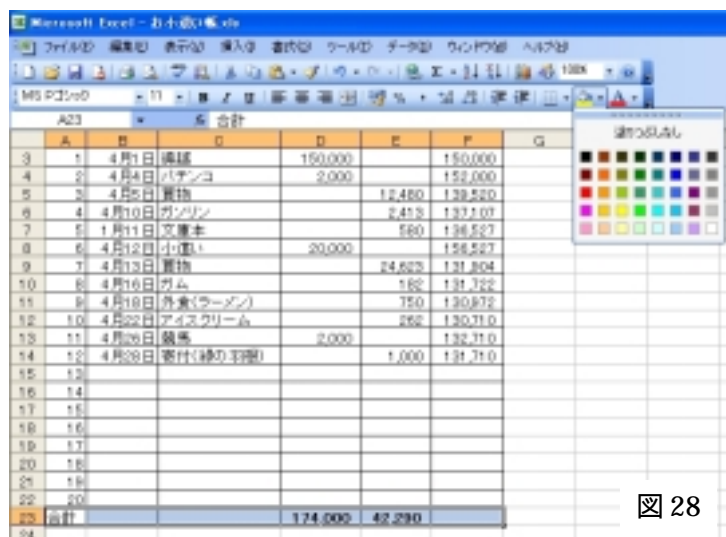 Microsoft Excel - お小遣い帳.xls
ファイル(F) 編集(E) 表示(V) 挿入(I) 書式(O) ツール(T) データ(D) ウィンドウ(W) ヘルプ(H)
100%
MS Pゴシック 11 B I U
A23 fx 合計
塗りつぶしなし
A B C D E F G
3 1 4月1日 繰越 150,000 150,000
4 2 4月4日 パチンコ 2,000 152,000
5 3 4月5日 買物 12,480 139,520
6 4 4月10日 ガソリン 2,413 137,107
7 5 1月11日 文庫本 580 136,527
8 6 4月12日 小遣い 20,000 156,527
9 7 4月13日 買物 24,623 131,904
10 8 4月16日 ガム 182 131,722
11 9 4月18日 外食(ラーメン) 750 130,972
12 10 4月22日 アイスクリーム 262 130,710
13 11 4月26日 競馬 2,000 132,710
14 12 4月28日 寄付(緑の羽根) 1,000 131,710
15 13
16 14
17 15
18 16
19 17
20 18
21 19
22 20
23 合計 174,000 42,290
24
図 28